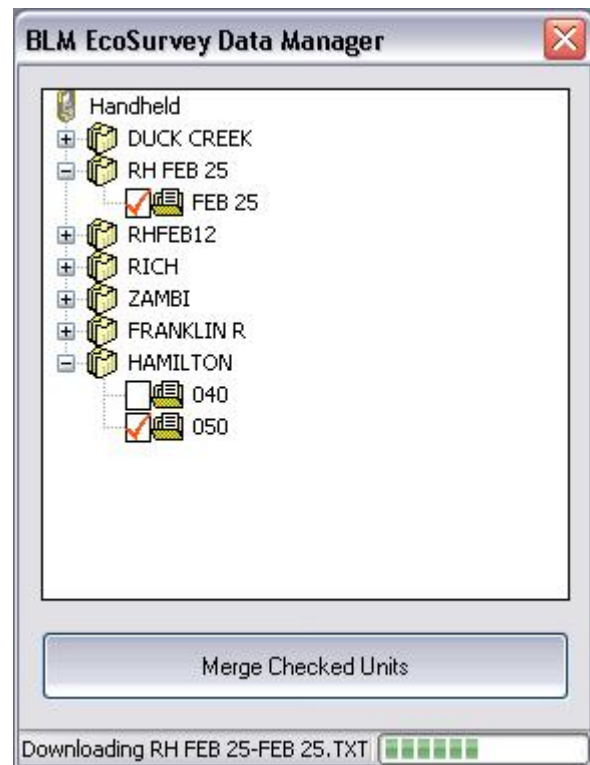 BLM EcoSurvey Data Manager
Handheld
DUCK CREEK
RH FEB 25
FEB 25
RHFEB12
RICH
ZAMBI
FRANKLIN R
HAMILTON
040
050
Merge Checked Units
Downloading RH FEB 25-FEB 25.TXT